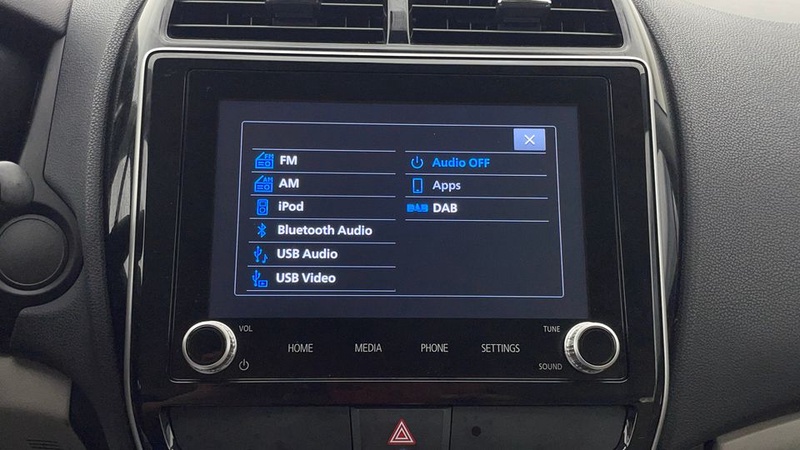 FM
AM
iPod
Bluetooth Audio
USB Audio
USB Video
Audio OFF
Apps
DAB DAB
VOL
HOME
MEDIA
PHONE
SETTINGS
TUNE
SOUND